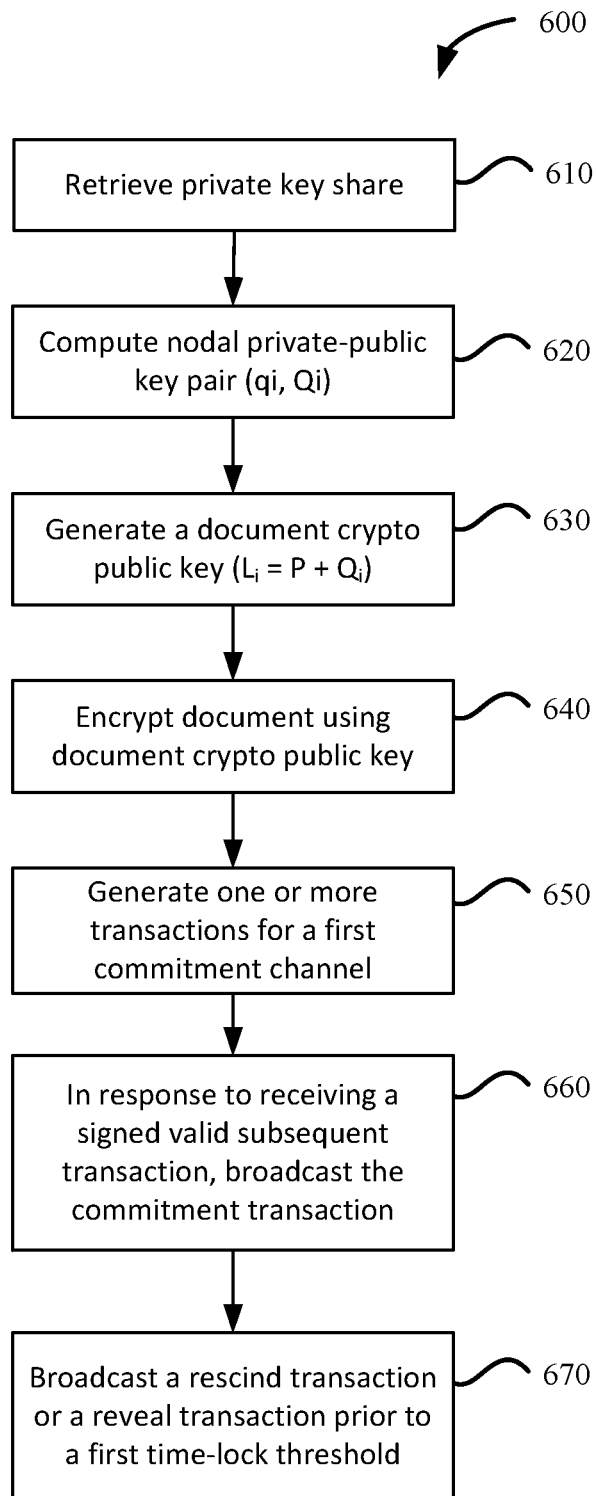 600
Retrieve private key share
610
Compute nodal private-public
key pair (qi, Qi)
620
Generate a document crypto
public key (Lᵢ = P + Qᵢ)
630
Encrypt document using
document crypto public key
640
Generate one or more
transactions for a first
commitment channel
650
In response to receiving a
signed valid subsequent
transaction, broadcast the
commitment transaction
660
Broadcast a rescind transaction
or a reveal transaction prior to
a first time-lock threshold
670